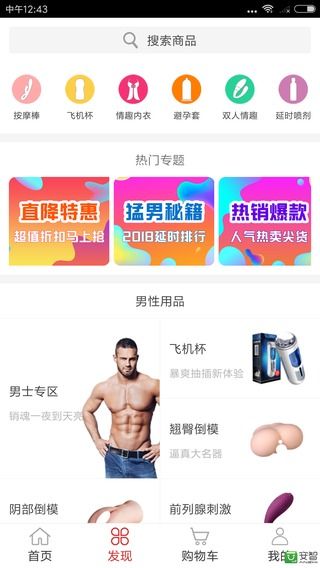 中午12:43
搜索商品
按摩棒 飞机杯 情趣内衣 避孕套 双人情趣 延时喷剂
热门专题
直降特惠
超值折扣马上抢
猛男秘籍
2018延时排行
热销爆款
人气热卖尖货
男性用品
男士专区
销魂一夜到天亮
飞机杯
暴爽抽插新体验
翘臀倒模
逼真大名器
阴部倒模
前列腺刺激
首页 发现 购物车 我的
安智